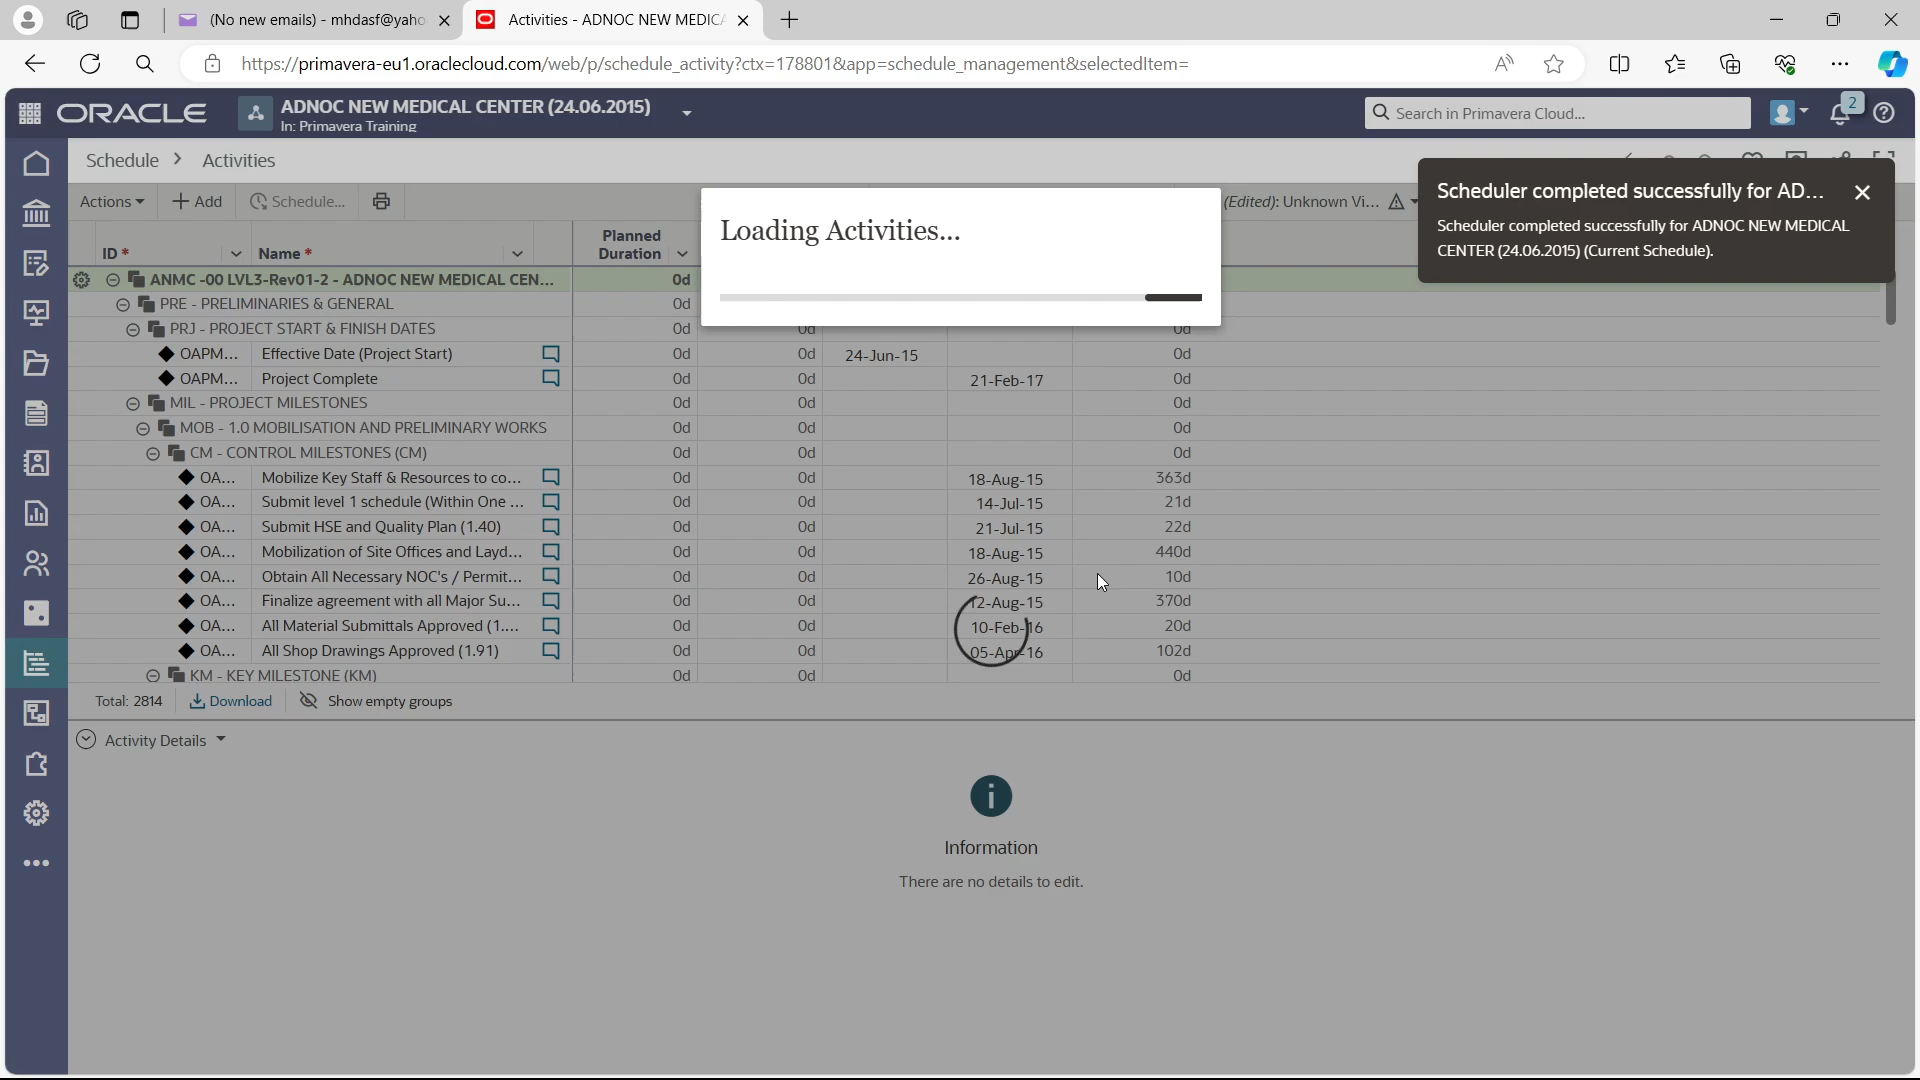 (No new emails) - mhdasf@yaho
Activities - ADNOC NEW MEDICA
https://primavera-eu1.oraclecloud.com/web/p/schedule_activity?ctx=178801&app=schedule_management&selectedItem=
ORACLE
ADNOC NEW MEDICAL CENTER (24.06.2015)
In: Primavera Training
Search in Primavera Cloud...
2
Schedule > Activities
Actions + Add Schedule...
(Edited): Unknown Vi...
Scheduler completed successfully for AD...
Scheduler completed successfully for ADNOC NEW MEDICAL
CENTER (24.06.2015) (Current Schedule).
Loading Activities...
ID * Name * Planned Duration
ANMC -00 LVL3-Rev01-2 - ADNOC NEW MEDICAL CEN... 0d
PRE - PRELIMINARIES & GENERAL 0d
PRJ - PROJECT START & FINISH DATES 0d 0d 0d
OAPM... Effective Date (Project Start) 0d 0d 24-Jun-15 0d
OAPM... Project Complete 0d 0d 21-Feb-17 0d
MIL - PROJECT MILESTONES 0d 0d 0d
MOB - 1.0 MOBILISATION AND PRELIMINARY WORKS 0d 0d 0d
CM - CONTROL MILESTONES (CM) 0d 0d 0d
OA... Mobilize Key Staff & Resources to co... 0d 0d 18-Aug-15 363d
OA... Submit level 1 schedule (Within One ... 0d 0d 14-Jul-15 21d
OA... Submit HSE and Quality Plan (1.40) 0d 0d 21-Jul-15 22d
OA... Mobilization of Site Offices and Layd... 0d 0d 18-Aug-15 440d
OA... Obtain All Necessary NOC's / Permit... 0d 0d 26-Aug-15 10d
OA... Finalize agreement with all Major Su... 0d 0d 12-Aug-15 370d
OA... All Material Submittals Approved (1.... 0d 0d 10-Feb-16 20d
OA... All Shop Drawings Approved (1.91) 0d 0d 05-Apr-16 102d
KM - KEY MILESTONE (KM) 0d 0d 0d
Total: 2814 Download Show empty groups
Activity Details
Information
There are no details to edit.